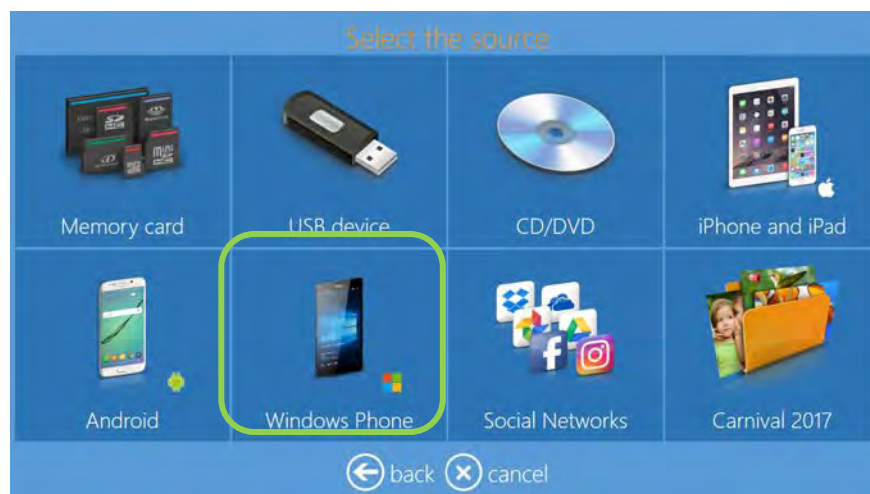 Select the source
Memory card
USB device
CD/DVD
iPhone and iPad
Android
Windows Phone
Social Networks
Carnival 2017
back
cancel